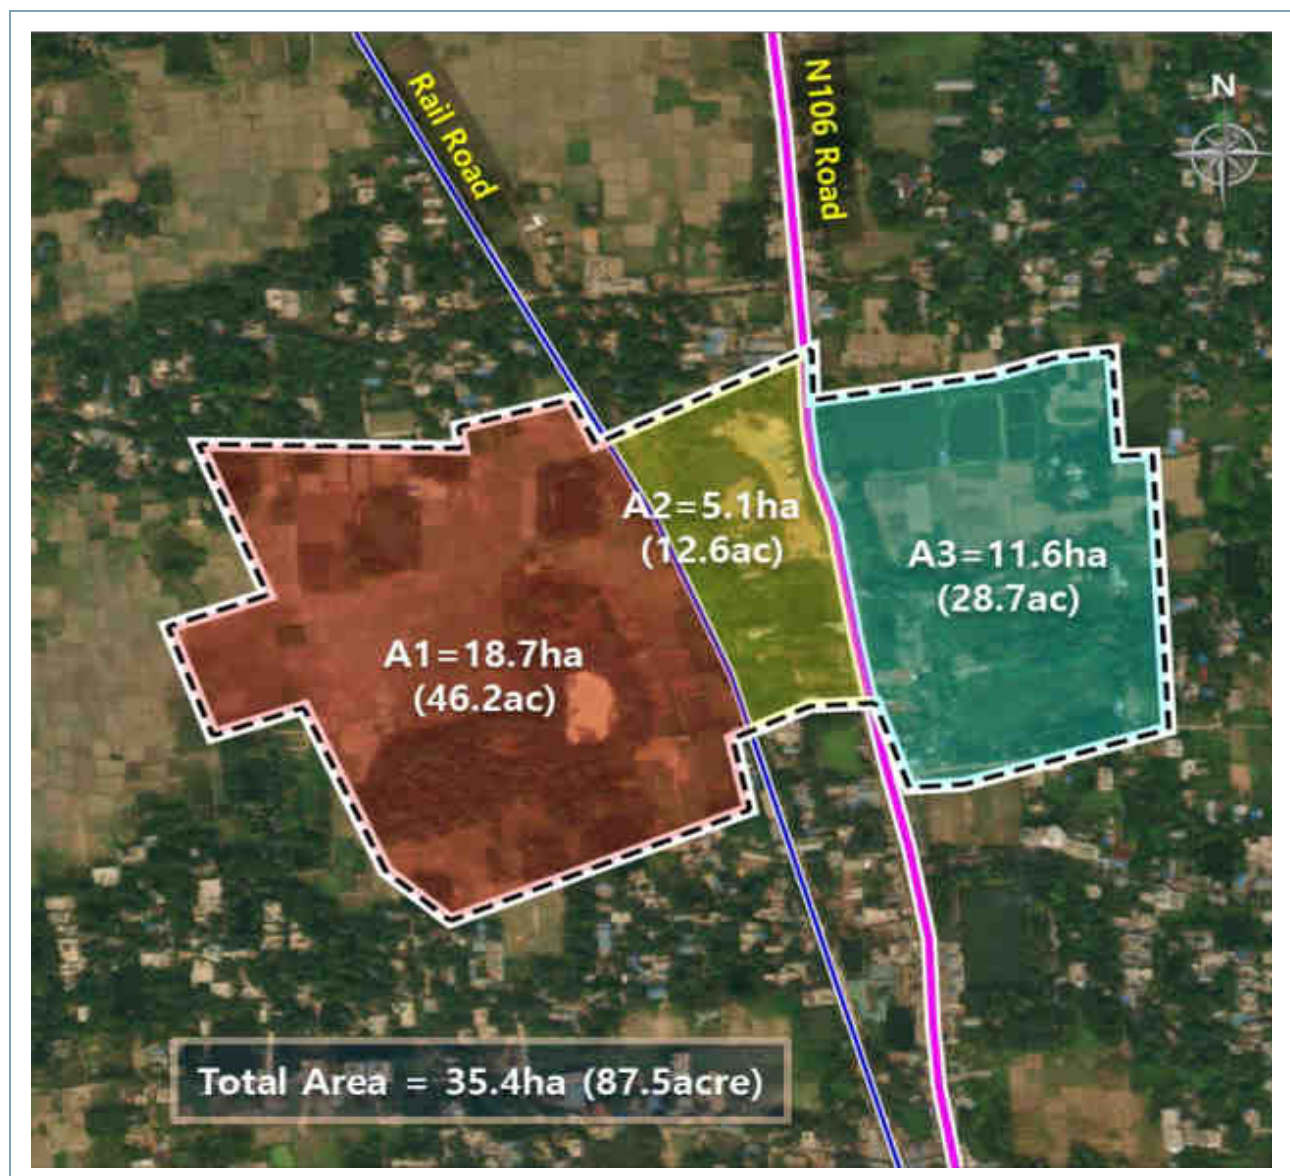 Rail Road
N106 Road
N
A2=5.1ha
(12.6ac)
A3=11.6ha
(28.7ac)
A1=18.7ha
(46.2ac)
Total Area = 35.4ha (87.5acre)